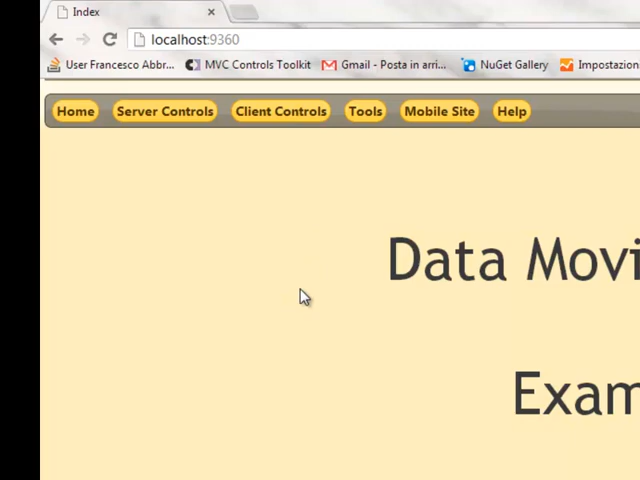 Index
localhost:9360
User Francesco Abbr... MVC Controls Toolkit Gmail - Posta in arri... NuGet Gallery Impostazion
Home Server Controls Client Controls Tools Mobile Site Help
Data Movi
Exam